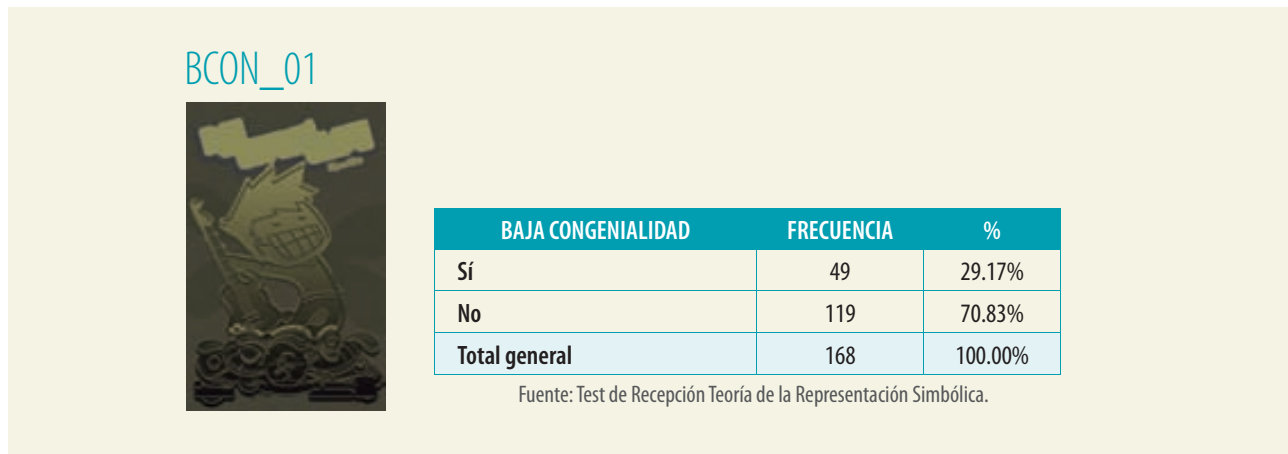 BCON_01
BAJA CONGENIALIDAD FRECUENCIA %
Sí 49 29.17%
No 119 70.83%
Total general 168 100.00%
Fuente: Test de Recepción Teoría de la Representación Simbólica.